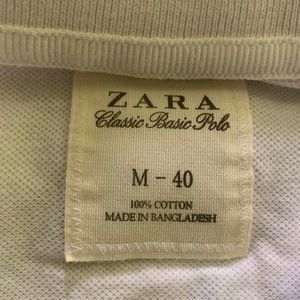 ZARA
Classic Basic Polo
M - 40
100% COTTON
MADE IN BANGLADESH